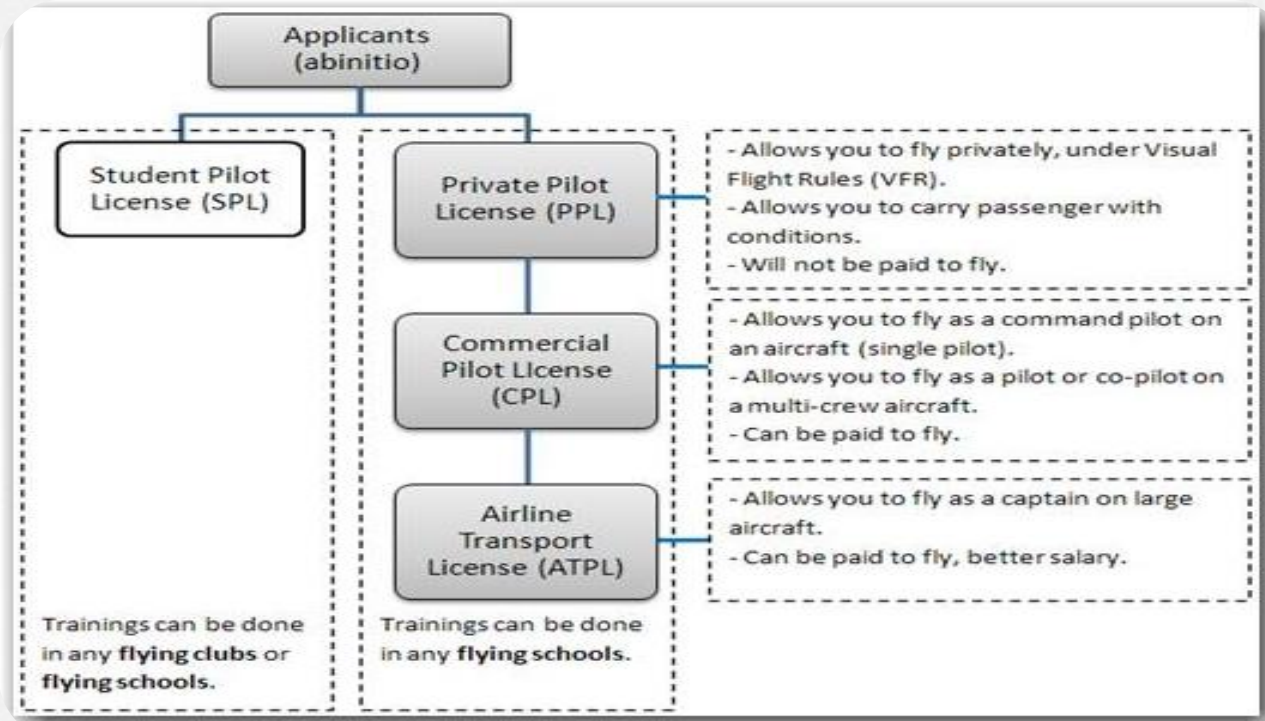 Applicants
(abinitio)
Student Pilot
License (SPL)
Trainings can be done
in any flying clubs or
flying schools.
Private Pilot
License (PPL)
Commercial
Pilot LIcense
(CPL)
Airline
Transport
License (ATPL)
Trainings can be done
in any flying schools.
- Allows you to fly privately, under Visual
Flight Rules (VFR).
- Allows you to carry passenger with
conditions.
- Will not be paid to fly.
- Allows you to fly as a command pilot on
an aircraft (single pilot).
- Allows you to fly as a pilot or co-pilot on
a multi-crew aircraft.
- Can be paid to fly.
- Allows you to fly as a captain on large
aircraft.
- Can be paid to fly, better salary.